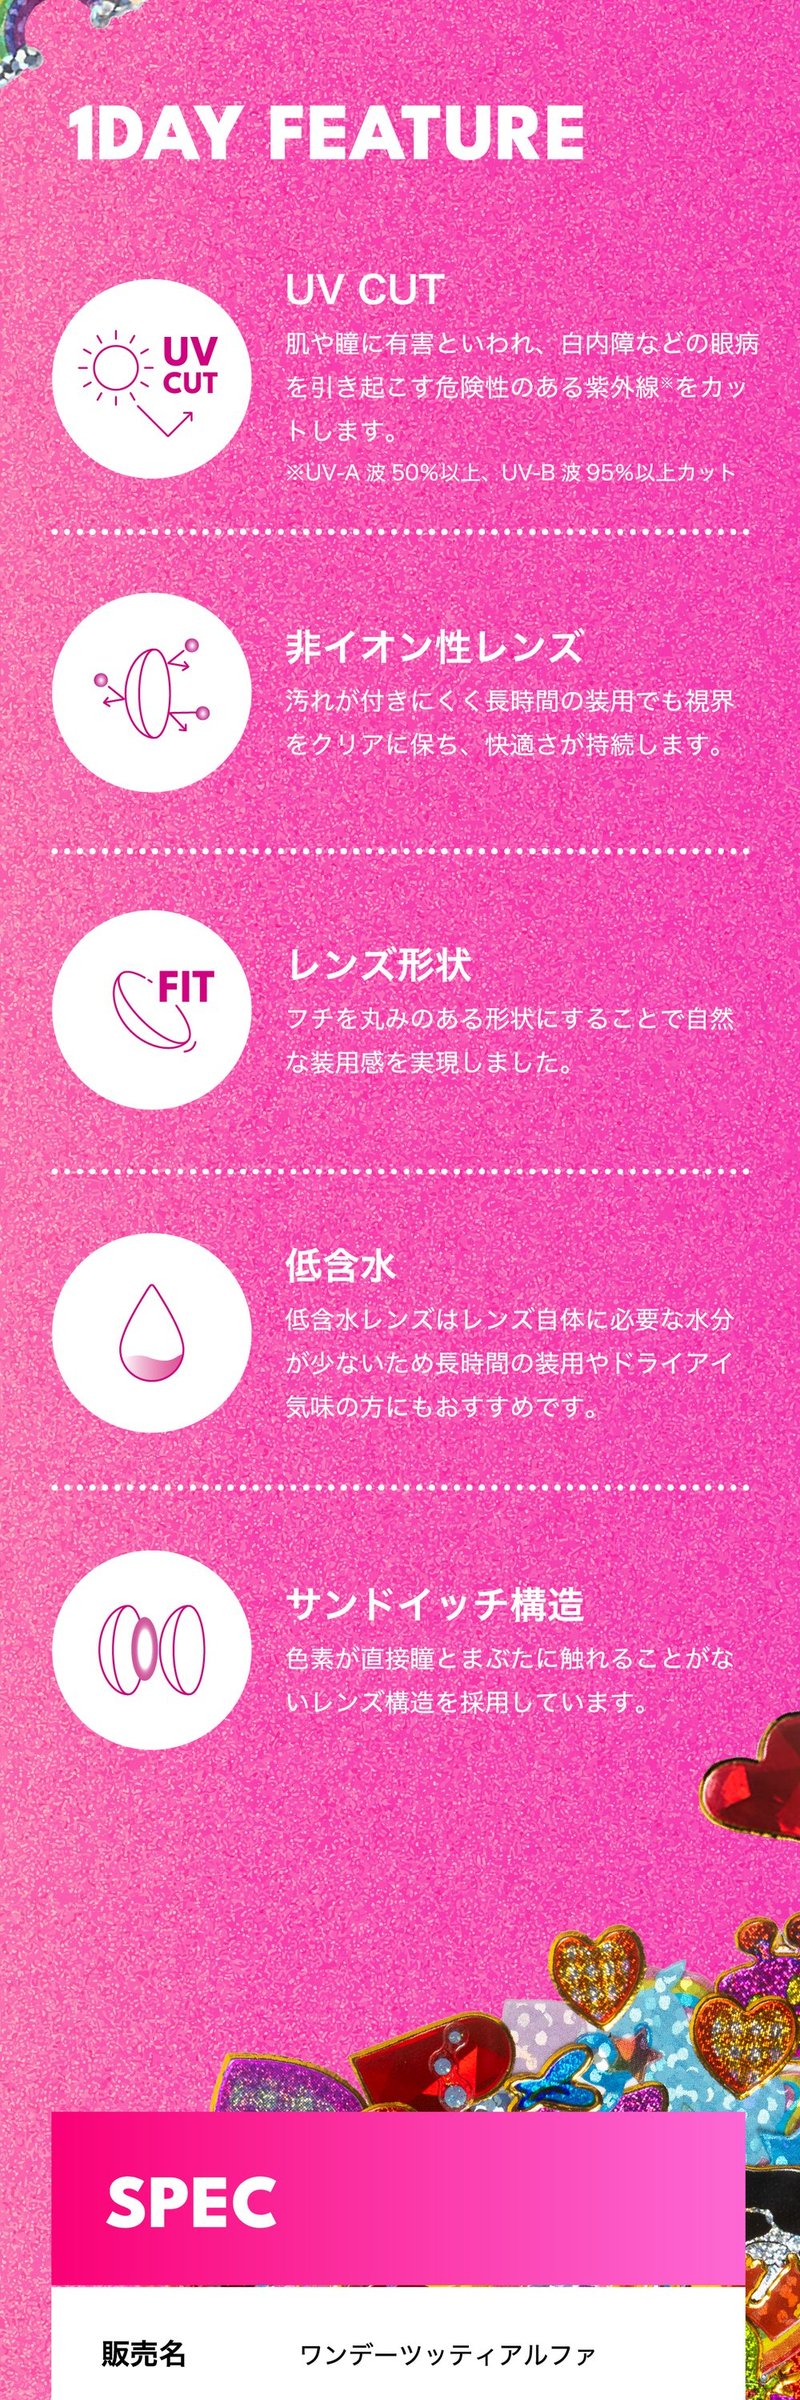 1DAY FEATURE
UV
CUT
UV CUT
肌や瞳に有害といわれ、白内障などの眼病
を引き起こす危険性のある紫外線※をカッ
トします。
※UV-A 波 50%以上、UV-B 波 95%以上カット
非イオン性レンズ
汚れが付きにくく長時間の装用でも視界
をクリアに保ち、快適さが持続します。
FIT
レンズ形状
フチを丸みのある形状にすることで自然
な装用感を実現しました。
低含水
低含水レンズはレンズ自体に必要な水分
が少ないため長時間の装用やドライアイ
気味の方にもおすすめです。
サンドイッチ構造
色素が直接瞳とまぶたに触れることがな
いレンズ構造を採用しています。
SPEC
販売名 ワンデーツッティアルファ